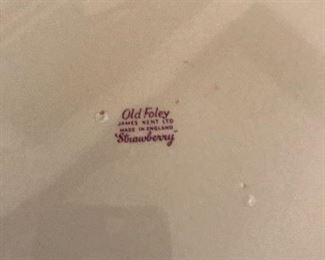 Old Foley
JAMES KENT LTD
MADE IN ENGLAND
"Strawberry"